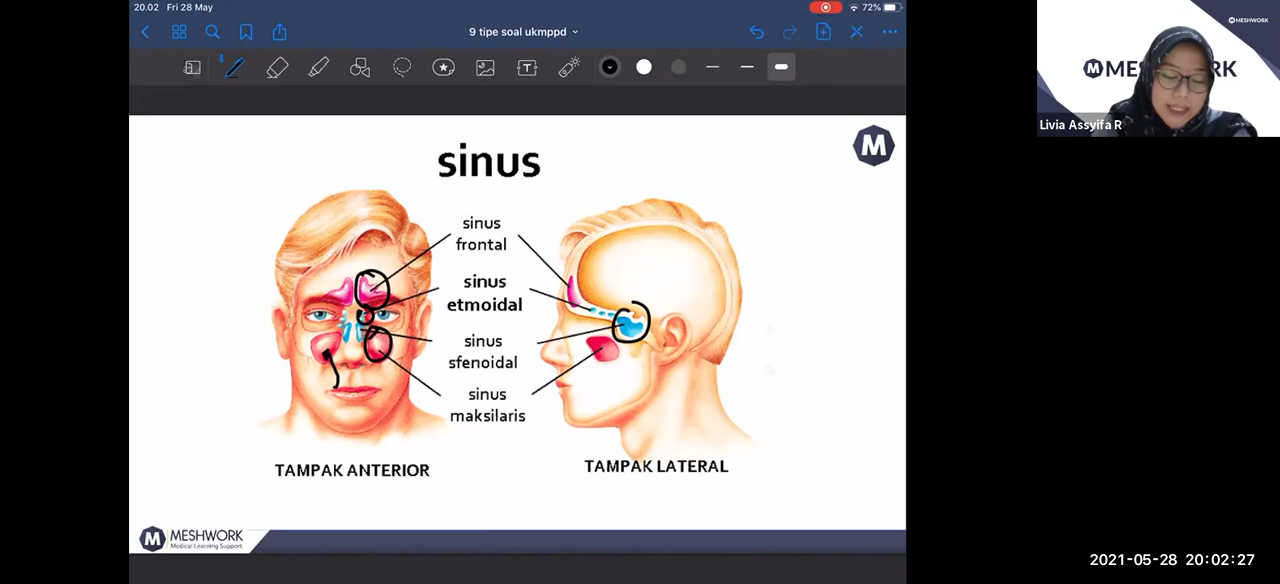 20.02 Fri 28 May
72%
9 tipe soal ukmppd
MESHWORK
MESHWORK
Livia Assyifa R
M
sinus
sinus
frontal
sinus
etmoidal
sinus
sfenoidal
sinus
maksilaris
TAMPAK ANTERIOR
TAMPAK LATERAL
M MESHWORK
Medical Learning Support
2021-05-28 20:02:27